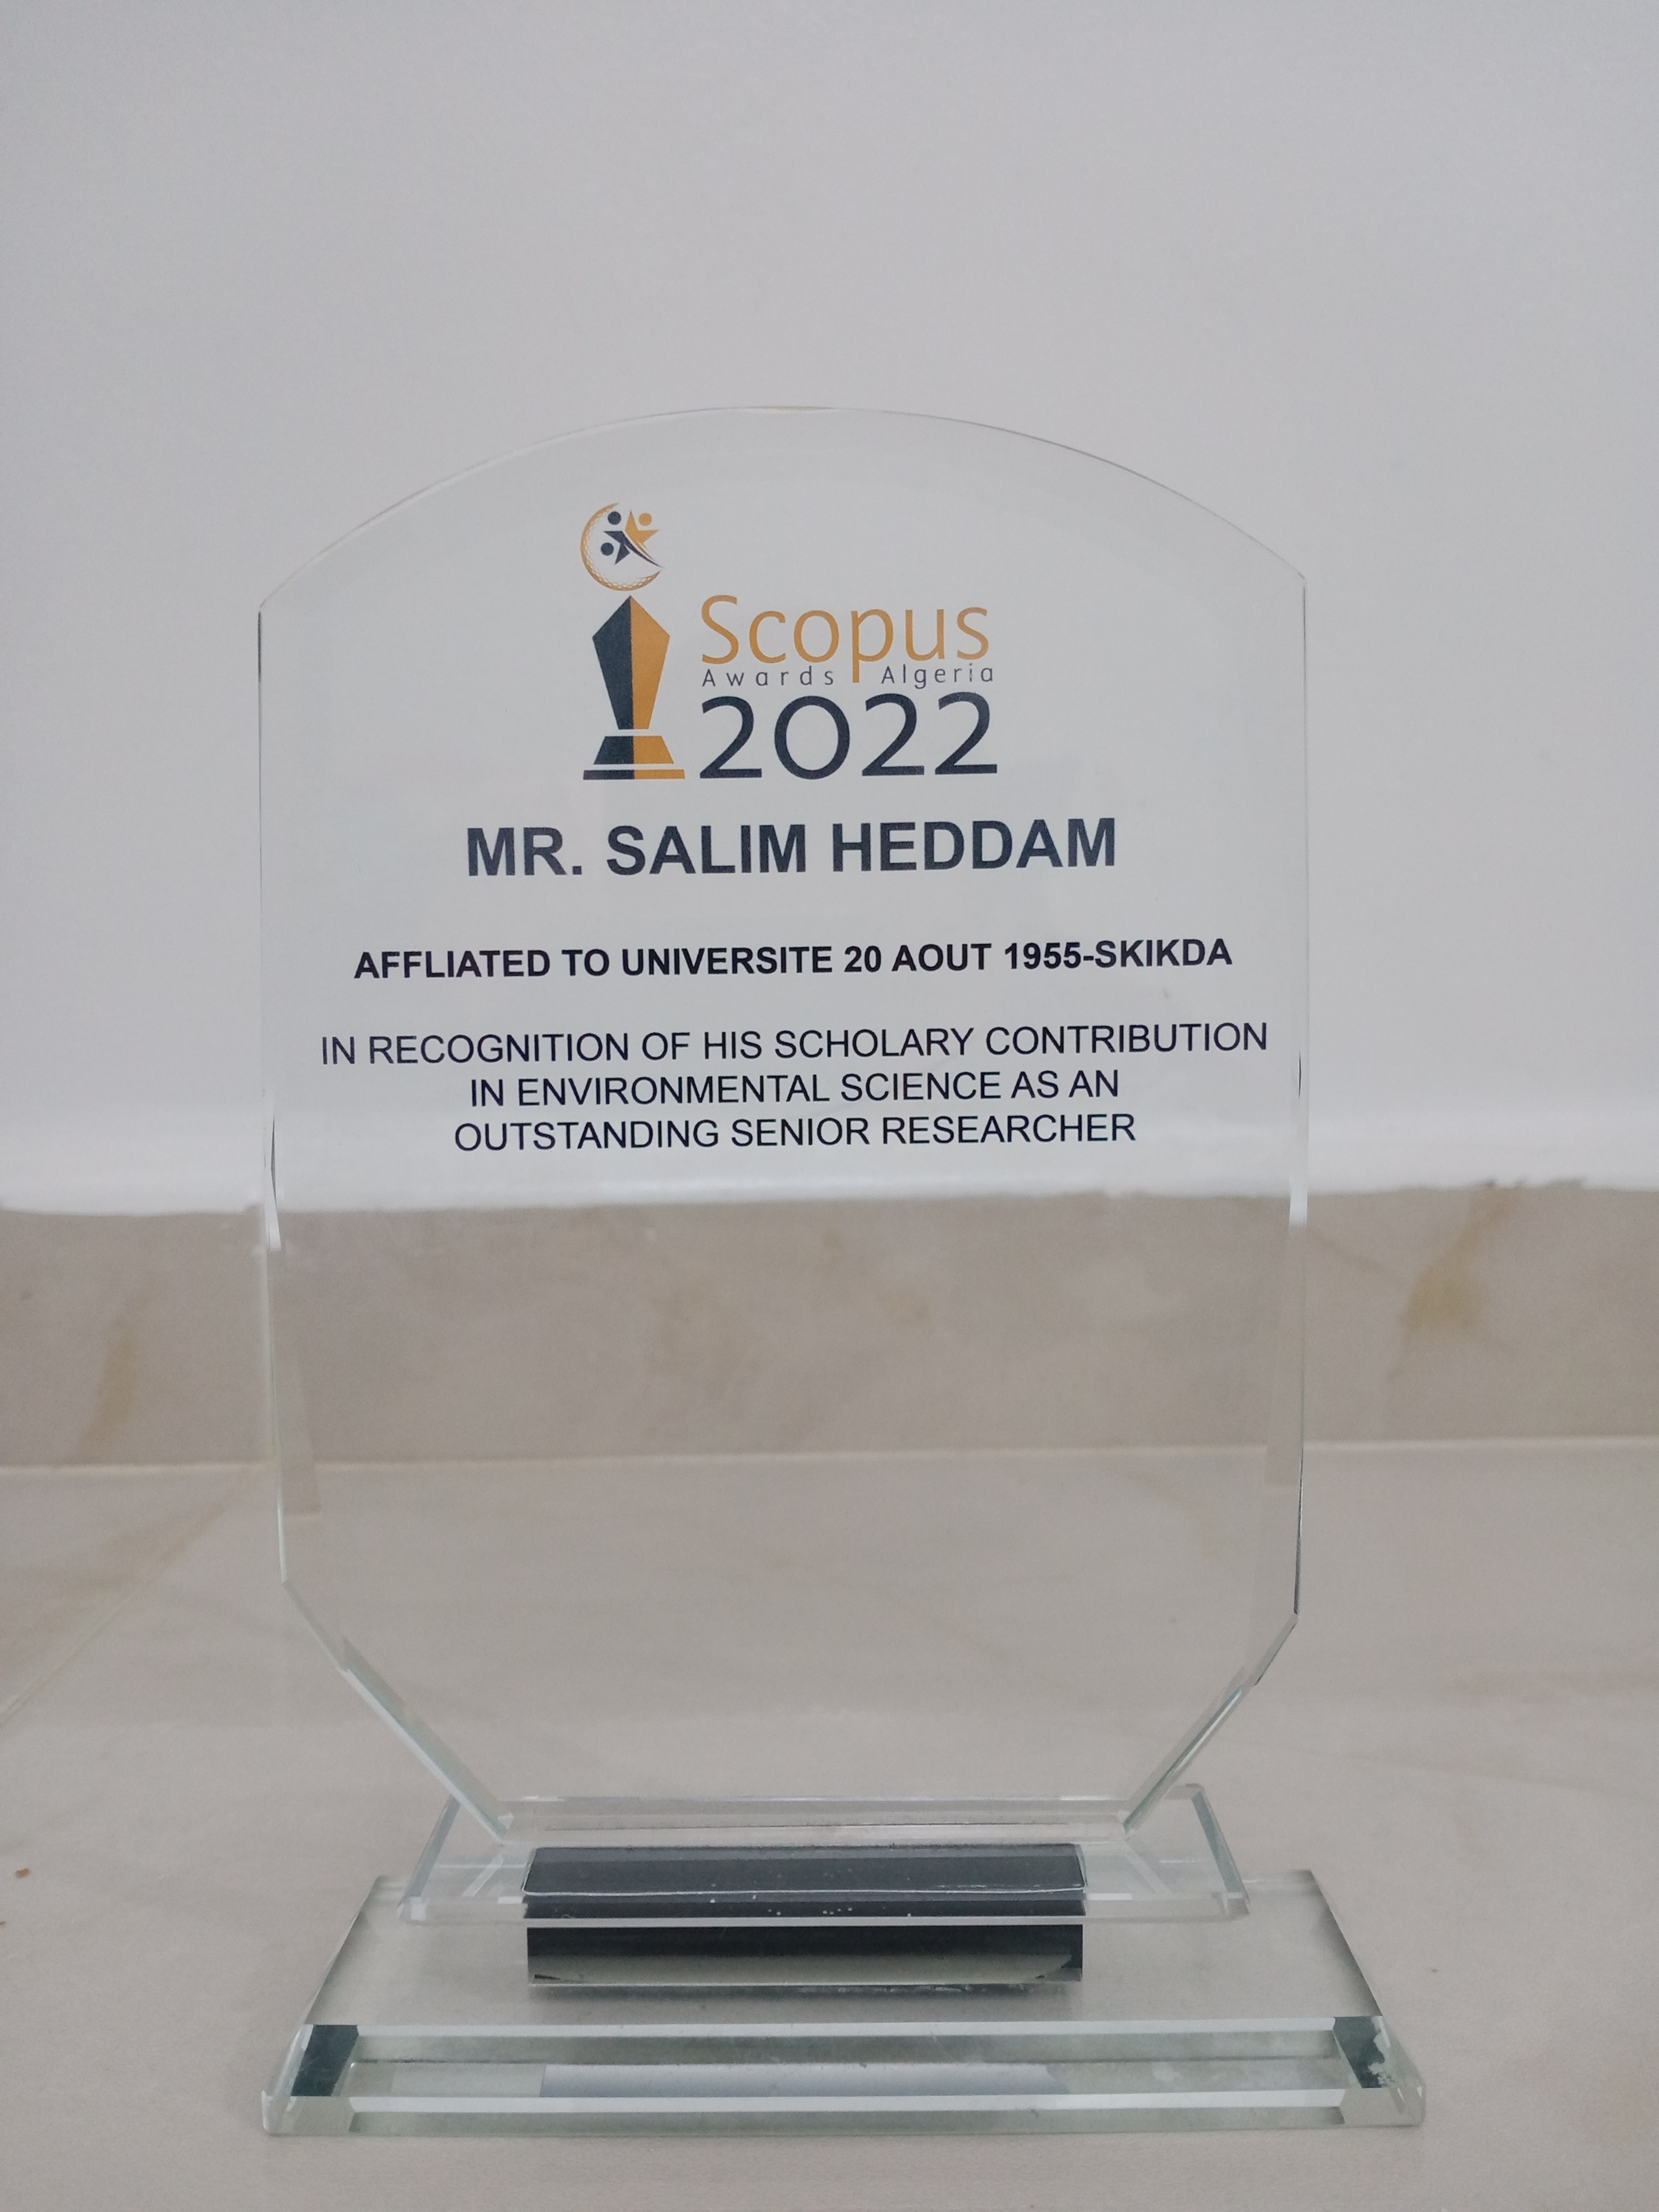 Scopus
Awards Algeria
2022
MR. SALIM HEDDAM
AFFLIATED TO UNIVERSITE 20 AOUT 1955-SKIKDA
IN RECOGNITION OF HIS SCHOLARY CONTRIBUTION
IN ENVIRONMENTAL SCIENCE AS AN
OUTSTANDING SENIOR RESEARCHER